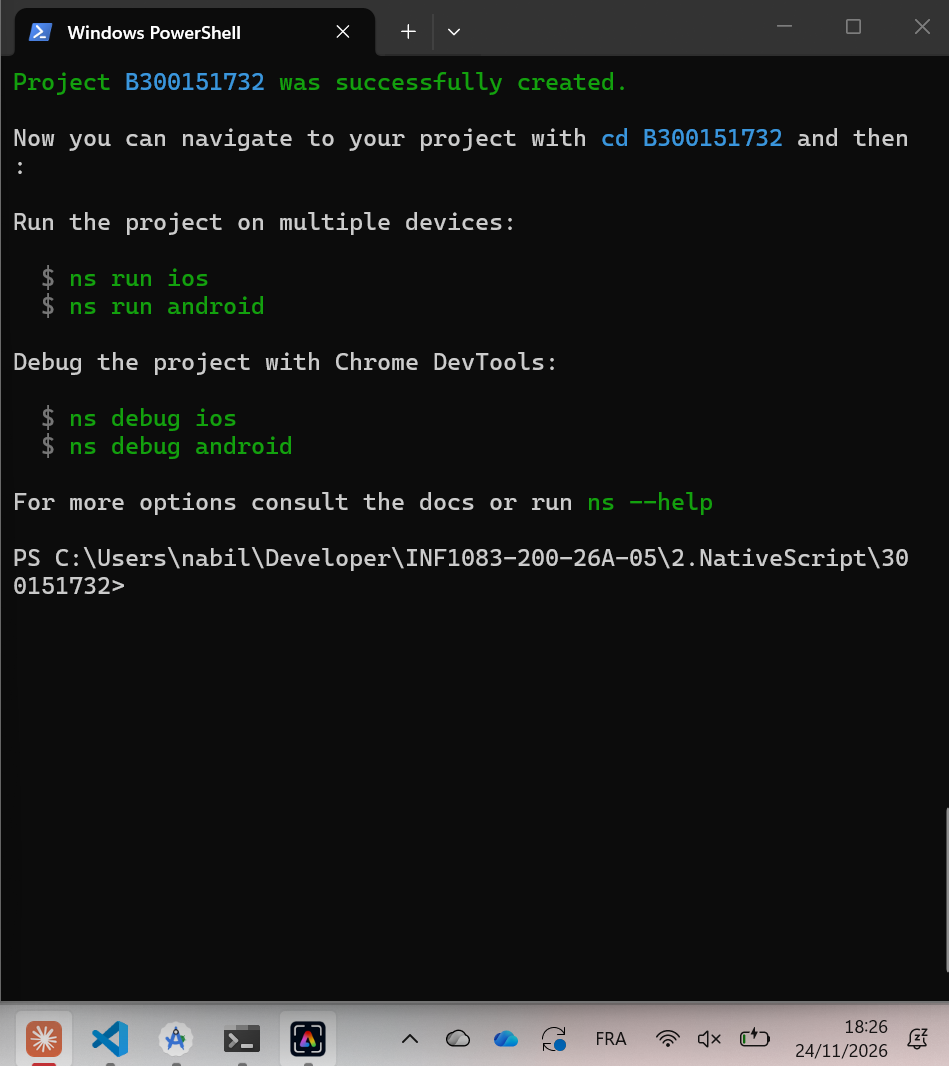 Windows PowerShell
Project B300151732 was successfully created.
Now you can navigate to your project with cd B300151732 and then
:
Run the project on multiple devices:
$ ns run ios
$ ns run android
Debug the project with Chrome DevTools:
$ ns debug ios
$ ns debug android
For more options consult the docs or run ns --help
PS C:\Users\nabil\Developer\INF1083-200-26A-05\2.NativeScript\30
0151732>
FRA
18:26
24/11/2026